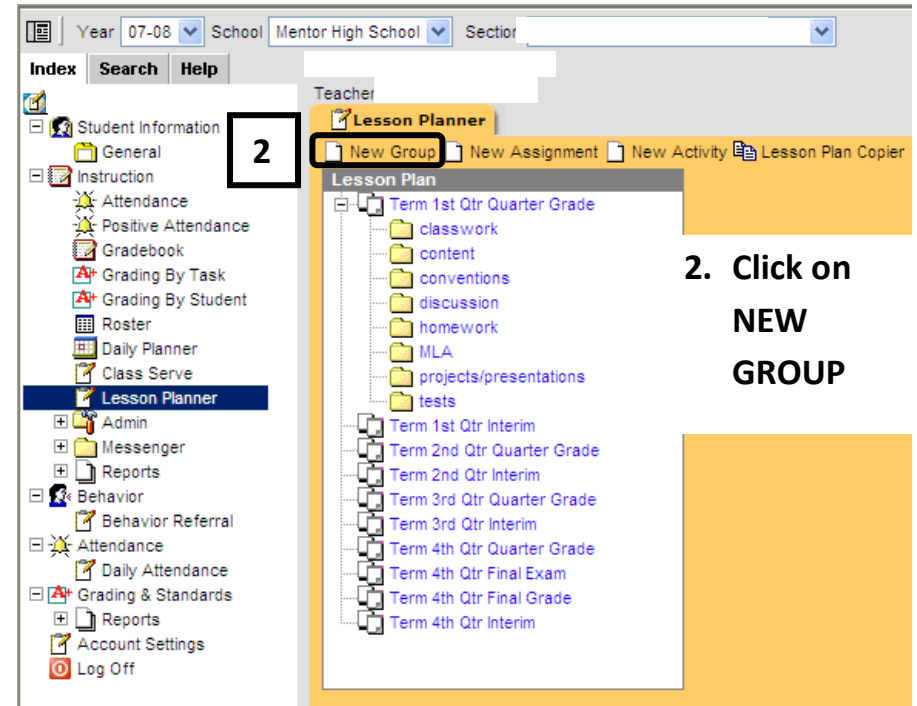 Year 07-08 School Mentor High School Section
Index Search Help
Teacher
Student Information
General
Instruction
Attendance
Positive Attendance
Gradebook
Grading By Task
Grading By Student
Roster
Daily Planner
Class Serve
Lesson Planner
Admin
Messenger
Reports
Behavior
Behavior Referral
Attendance
Daily Attendance
Grading & Standards
Reports
Account Settings
Log Off
2
Lesson Planner
New Group New Assignment New Activity Lesson Plan Copier
Lesson Plan
Term 1st Qtr Quarter Grade
classwork
content
conventions
discussion
homework
MLA
projects/presentations
tests
Term 1st Qtr Interim
Term 2nd Qtr Quarter Grade
Term 2nd Qtr Interim
Term 3rd Qtr Quarter Grade
Term 3rd Qtr Interim
Term 4th Qtr Quarter Grade
Term 4th Qtr Final Exam
Term 4th Qtr Final Grade
Term 4th Qtr Interim
2. Click on
NEW
GROUP